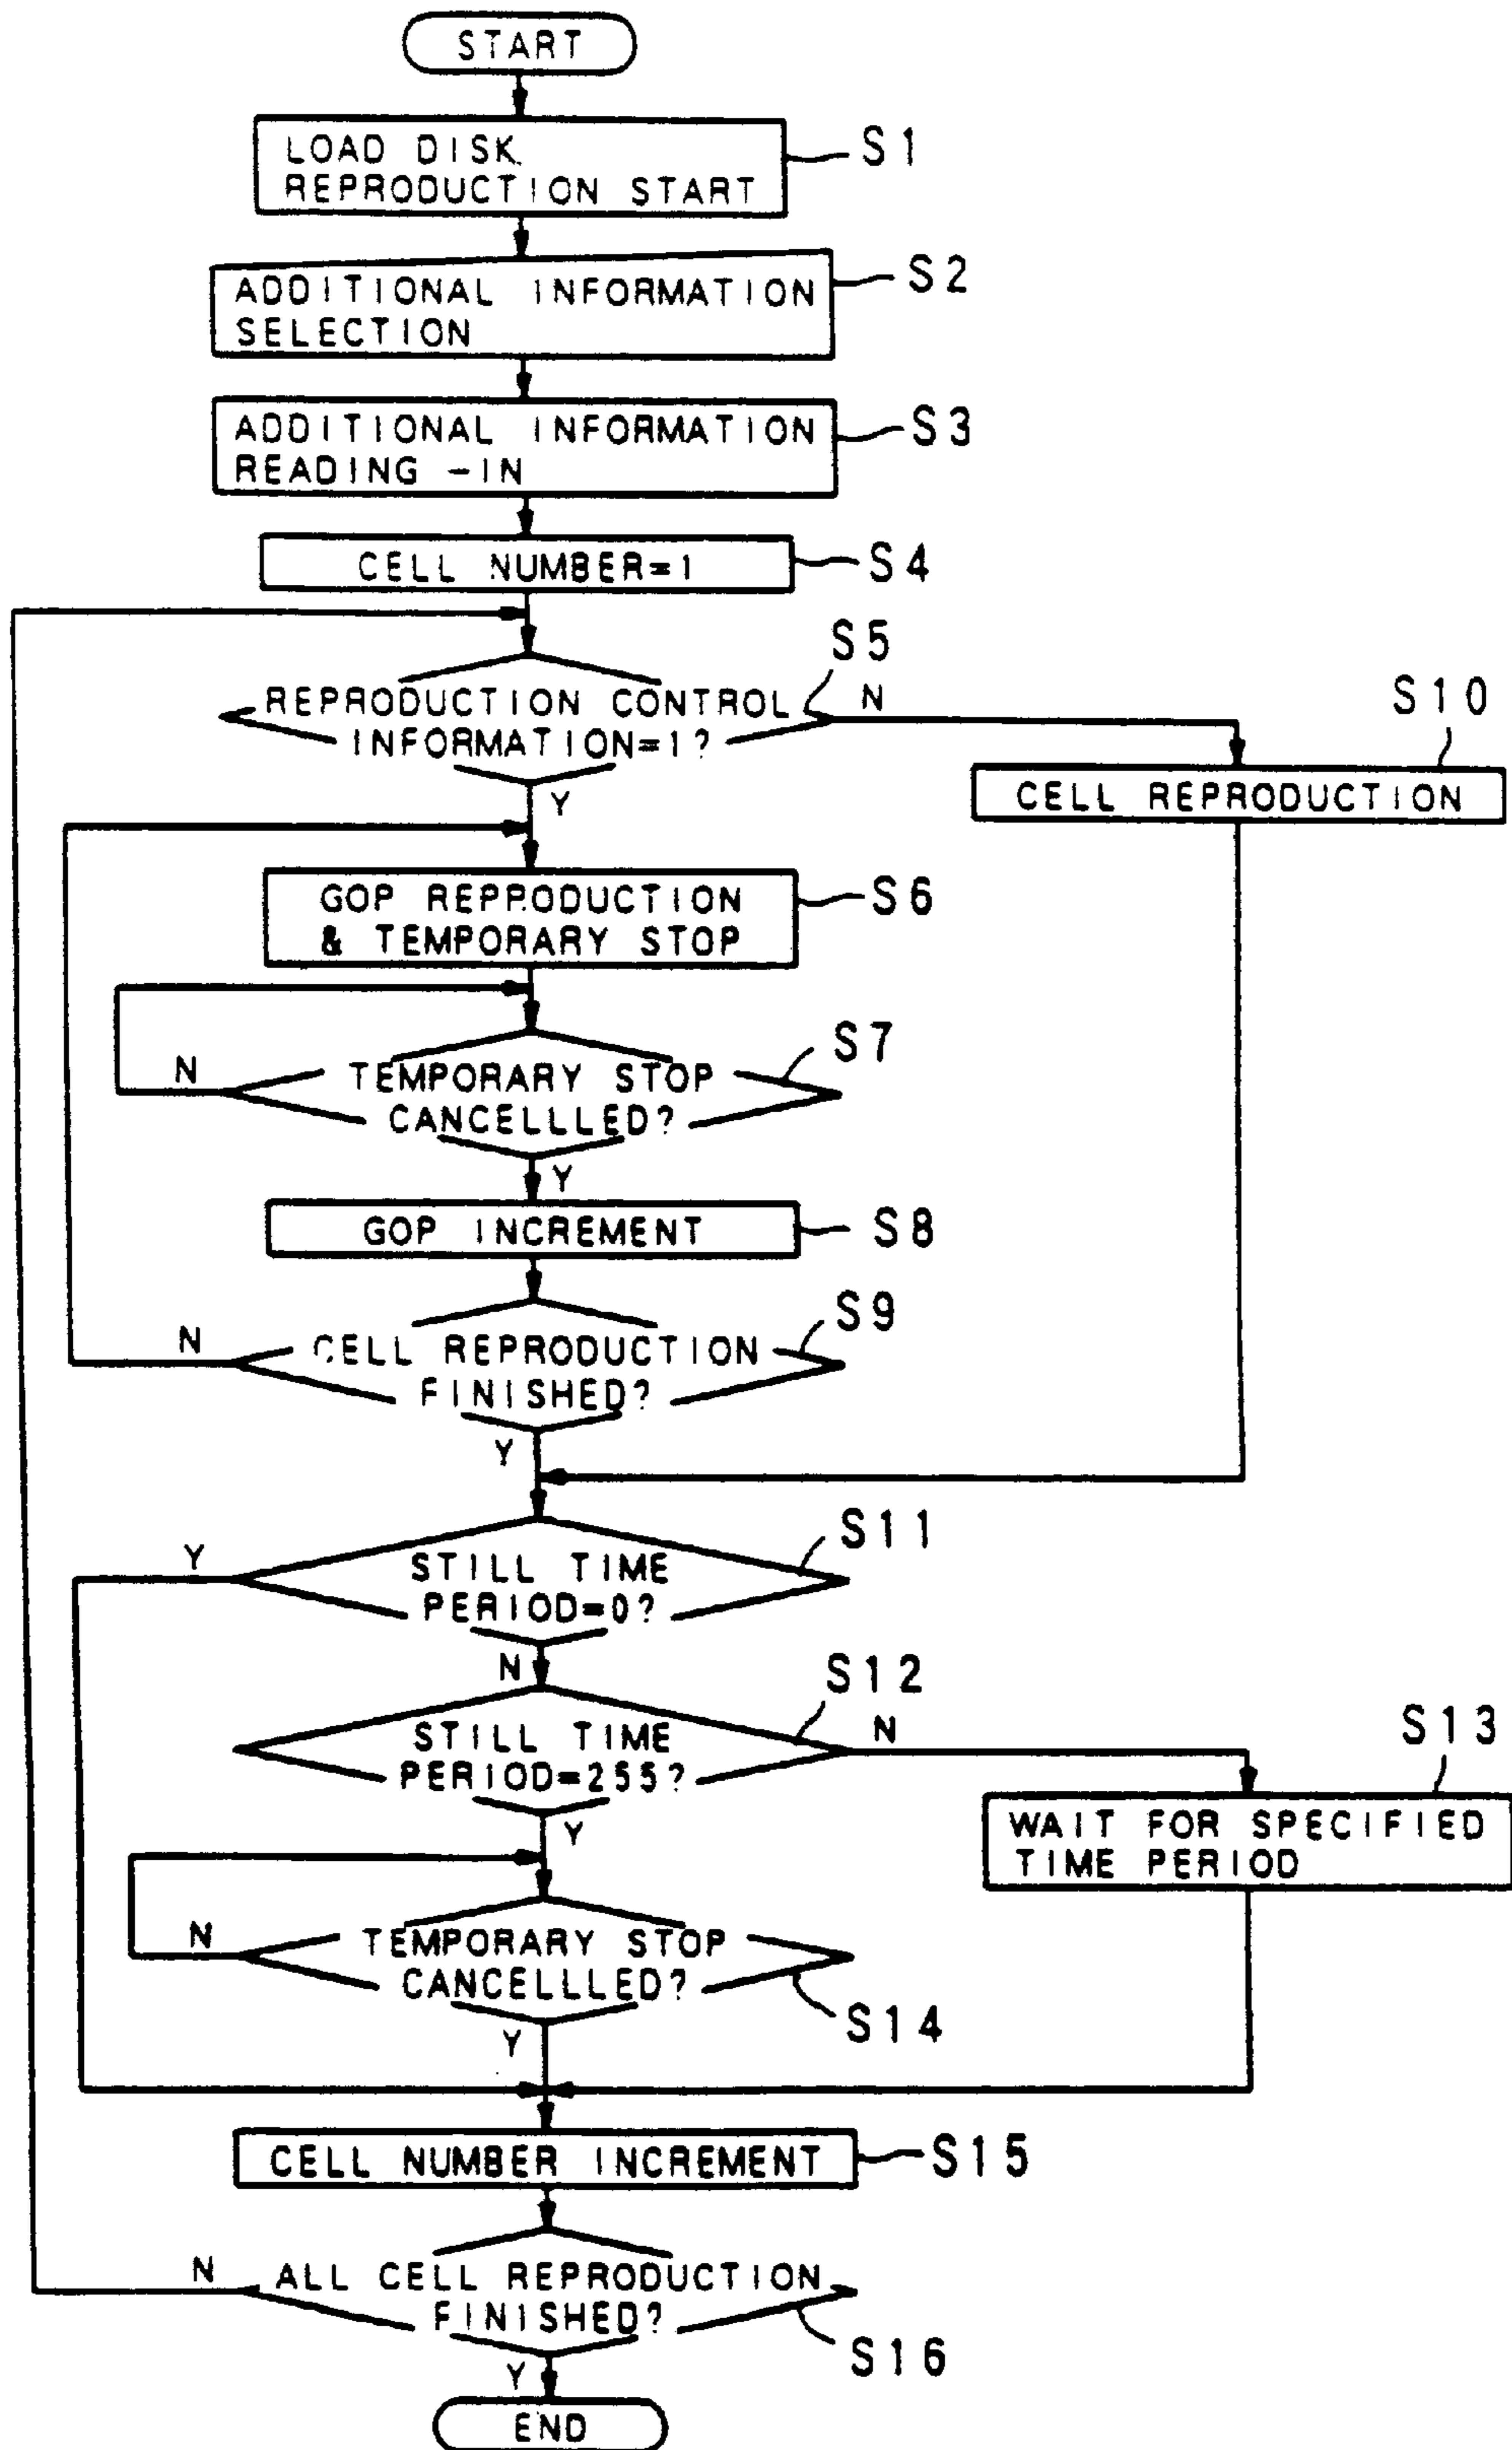 START
LOAD DISK
REPRODUCTION START
S1
ADDITIONAL INFORMATION
SELECTION
S2
ADDITIONAL INFORMATION
READING -IN
S3
CELL NUMBER=1
S4
REPRODUCTION CONTROL
INFORMATION=1?
S5
N
Y
S10
CELL REPRODUCTION
GOP REPRODUCTION
& TEMPORARY STOP
S6
TEMPORARY STOP
CANCELLLED?
S7
N
Y
GOP INCREMENT
S8
CELL REPRODUCTION
FINISHED?
S9
N
Y
STILL TIME
PERIOD=0?
S11
Y
N
STILL TIME
PERIOD=255?
S12
N
Y
S13
WAIT FOR SPECIFIED
TIME PERIOD
TEMPORARY STOP
CANCELLLED?
N
S14
Y
CELL NUMBER INCREMENT
S15
ALL CELL REPRODUCTION
FINISHED?
N
S16
Y
END